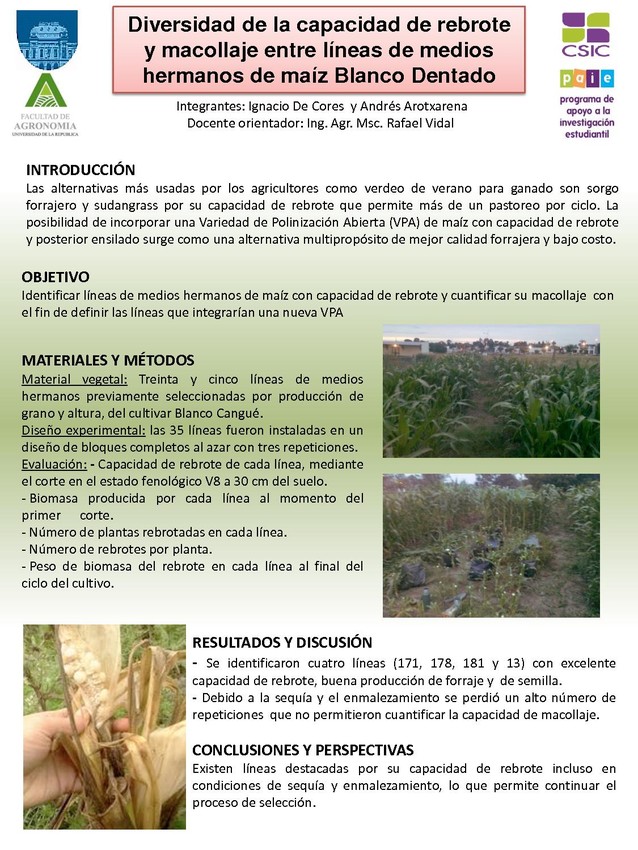 Diversidad de la capacidad de rebrote
y macollaje entre líneas de medios
hermanos de maíz Blanco Dentado
FACULTAD DE
AGRONOMIA
UNIVERSIDAD DE LA REPUBLICA
CSIC
paie
programa de
apoyo a la
investigación
estudiantil
Integrantes: Ignacio De Cores y Andrés Arotxarena
Docente orientador: Ing. Agr. Msc. Rafael Vidal
INTRODUCCIÓN
Las alternativas más usadas por los agricultores como verdeo de verano para ganado son sorgo
forrajero y sudangrass por su capacidad de rebrote que permite más de un pastoreo por ciclo. La
posibilidad de incorporar una Variedad de Polinización Abierta (VPA) de maíz con capacidad de rebrote
y posterior ensilado surge como una alternativa multipropósito de mejor calidad forrajera y bajo costo.
OBJETIVO
Identificar líneas de medios hermanos de maíz con capacidad de rebrote y cuantificar su macollaje con
el fin de definir las líneas que integrarían una nueva VPA
MATERIALES Y MÉTODOS
Material vegetal: Treinta y cinco líneas de medios
hermanos previamente seleccionadas por producción de
grano y altura, del cultivar Blanco Cangué.
Diseño experimental: las 35 líneas fueron instaladas en un
diseño de bloques completos al azar con tres repeticiones.
Evaluación: - Capacidad de rebrote de cada línea, mediante
el corte en el estado fenológico V8 a 30 cm del suelo.
- Biomasa producida por cada línea al momento del
primer corte.
- Número de plantas rebrotadas en cada línea.
- Número de rebrotes por planta.
- Peso de biomasa del rebrote en cada línea al final del
ciclo del cultivo.
RESULTADOS Y DISCUSIÓN
- Se identificaron cuatro líneas (171, 178, 181 y 13) con excelente
capacidad de rebrote, buena producción de forraje y de semilla.
- Debido a la sequía y el enmalezamiento se perdió un alto número de
repeticiones que no permitieron cuantificar la capacidad de macollaje.
CONCLUSIONES Y PERSPECTIVAS
Existen líneas destacadas por su capacidad de rebrote incluso en
condiciones de sequía y enmalezamiento, lo que permite continuar el
proceso de selección.